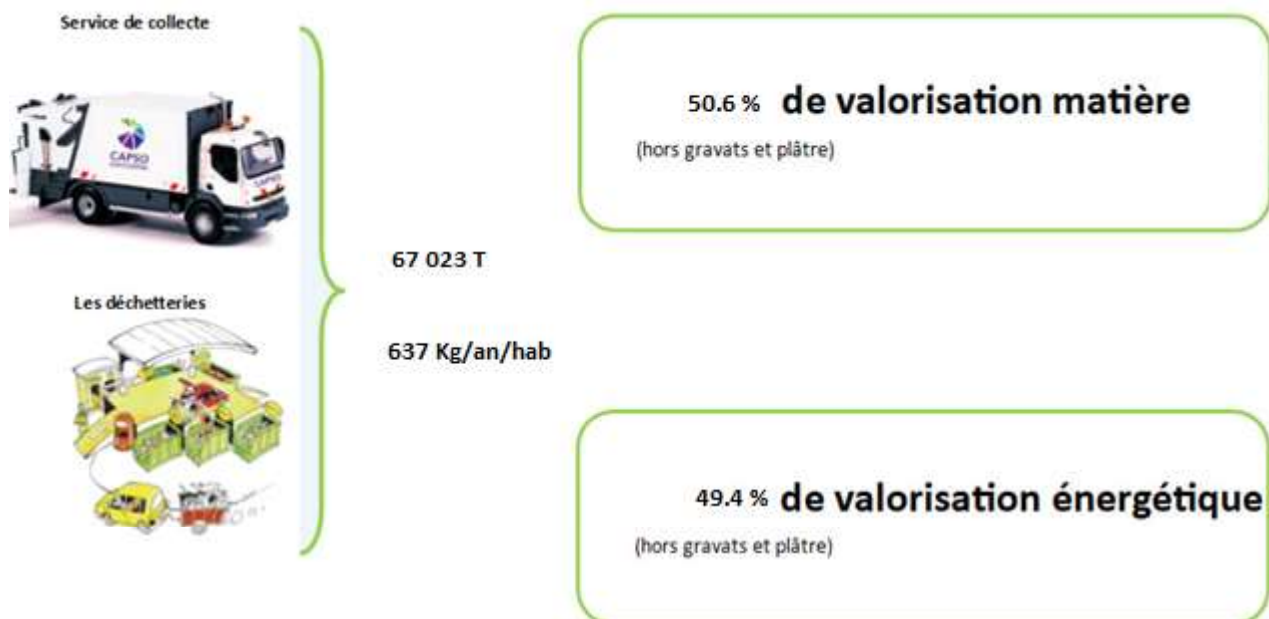 Service de collecte
CAPSO
CAPSO
Les déchetteries
67 023 T
637 Kg/an/hab
50.6 % de valorisation matière
(hors gravats et plâtre)
49.4 % de valorisation énergétique
(hors gravats et plâtre)